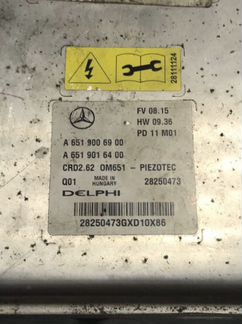 28111124
FV 08.15
HW 09.36
PD 11 M01
A 651 900 69 00
A 651 901 64 00
CRD2.62 OM651 - PIEZOTEC
Q01 MADE IN HUNGARY 28250473
DELPHI
28250473GXD10X86